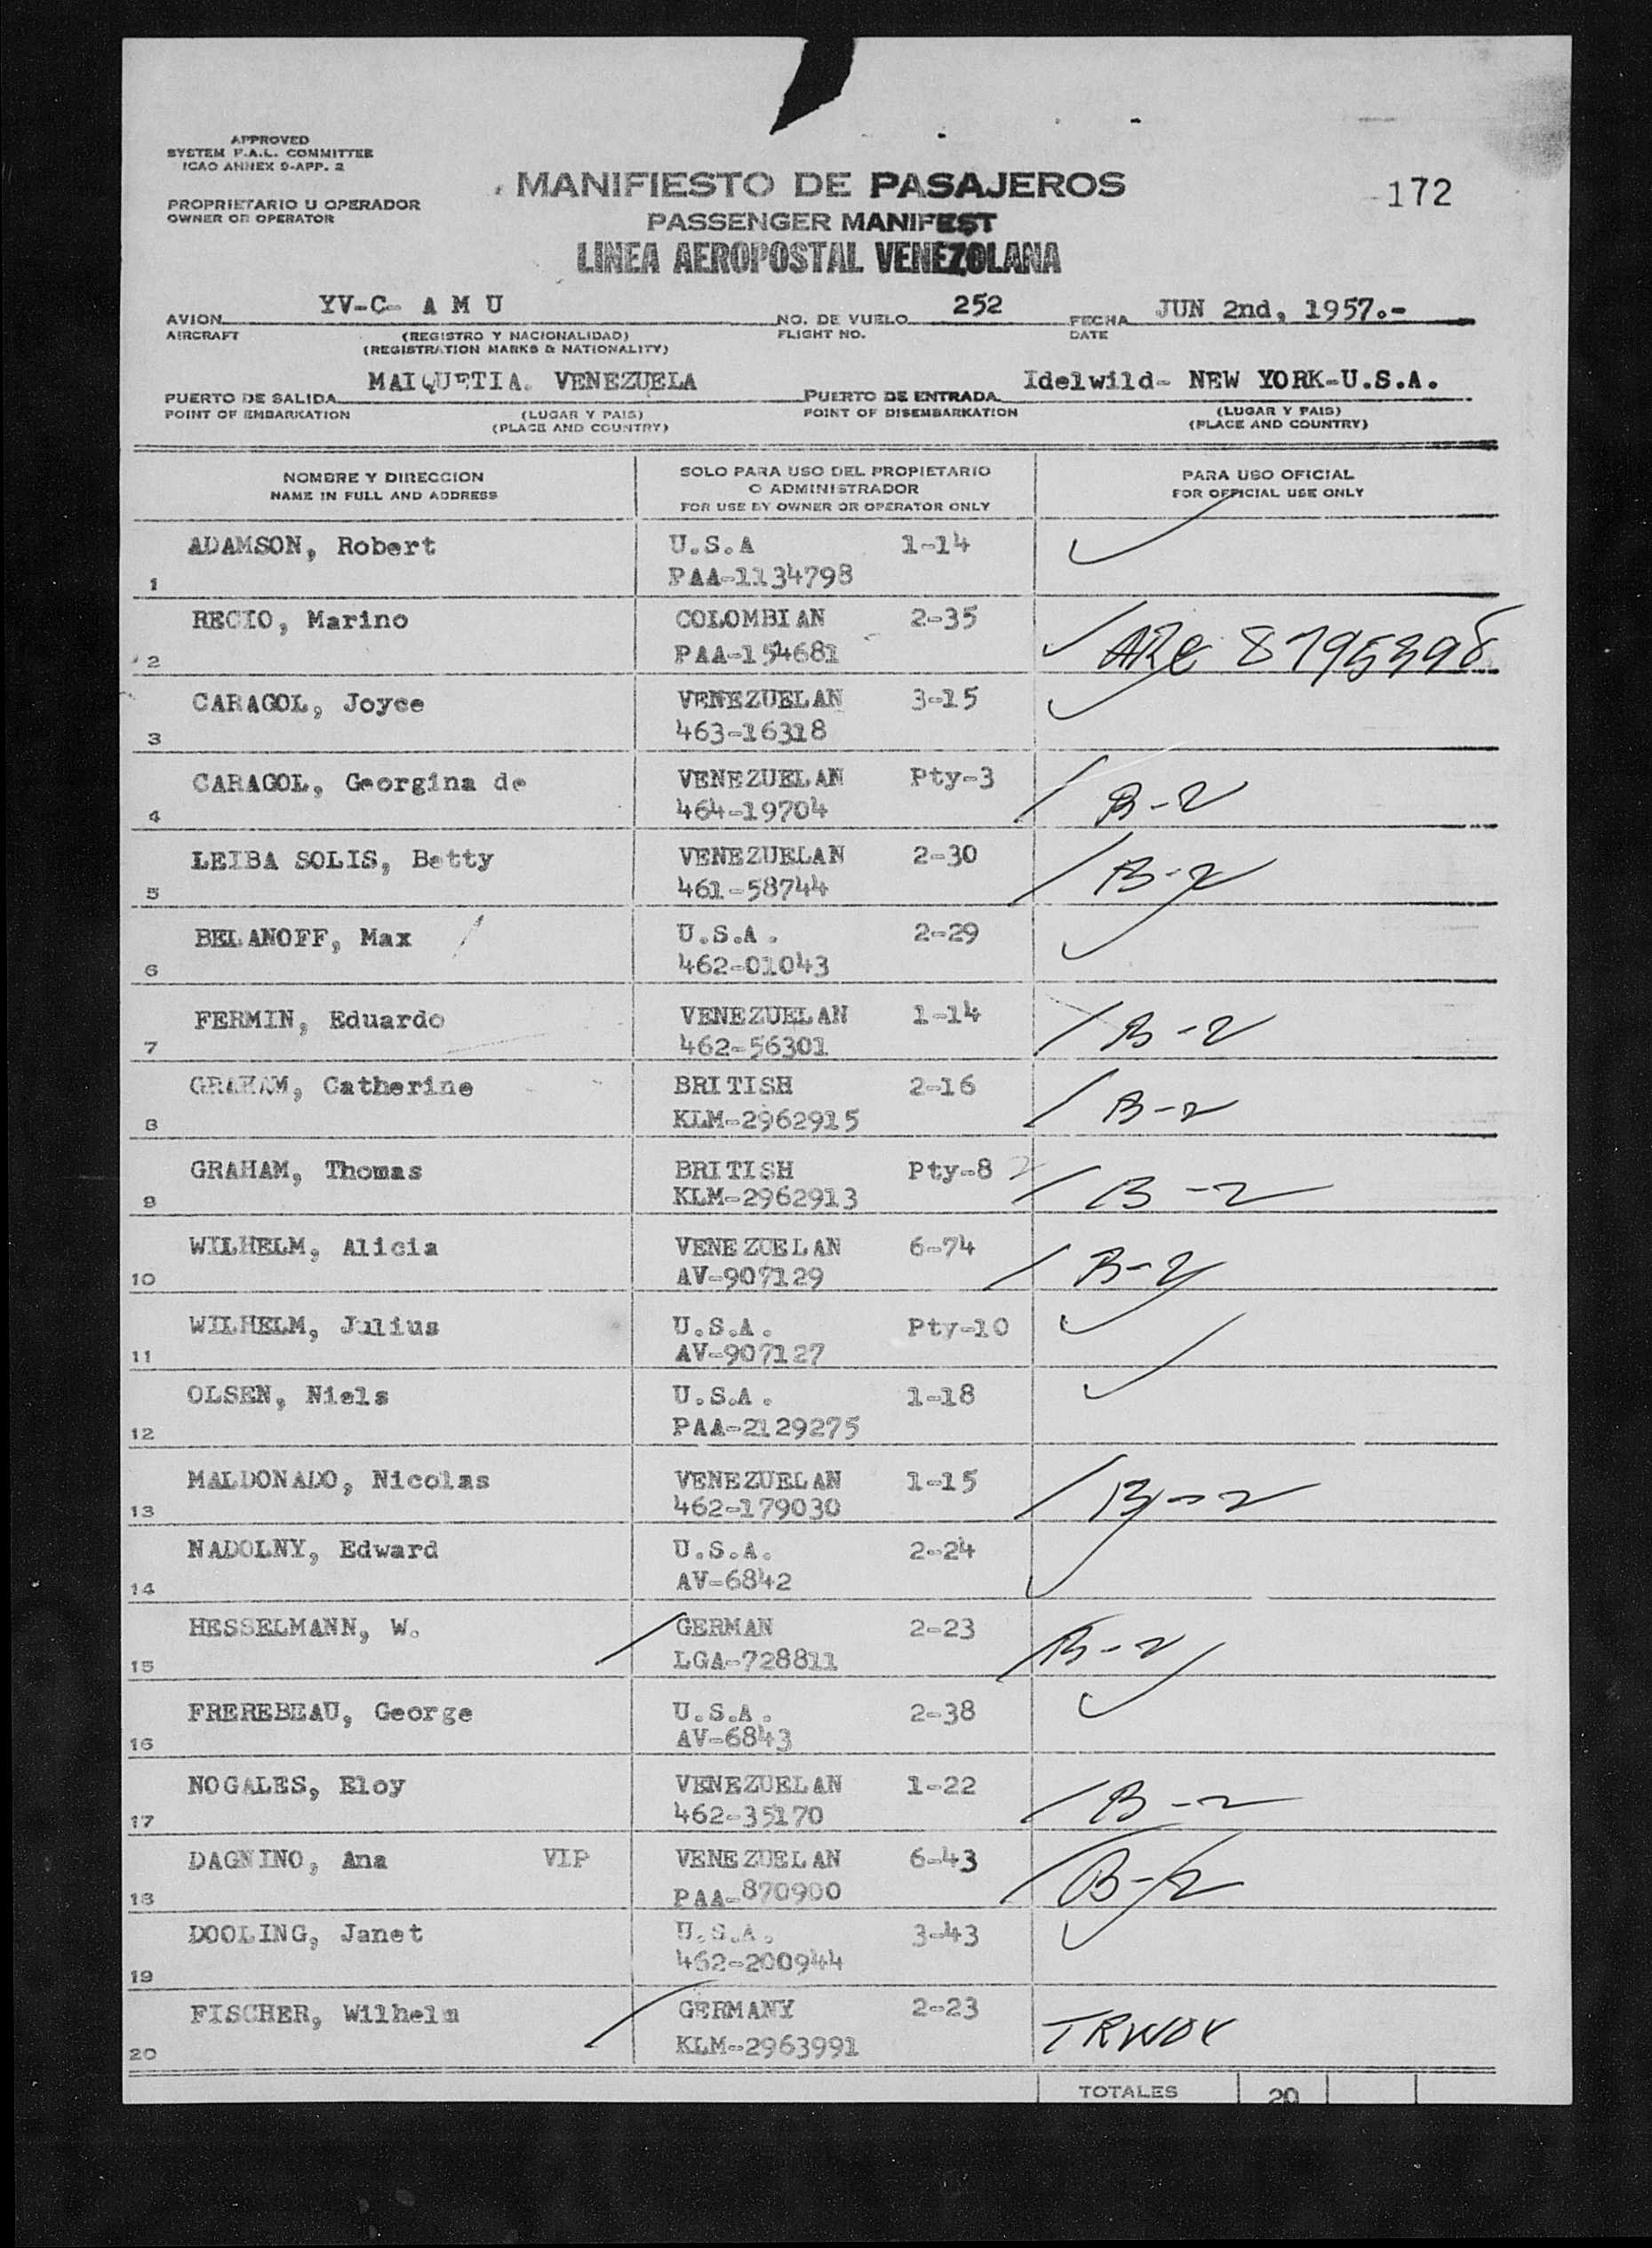 APPROVED
SYSTEM F.A.L. COMMITTEE
ICAO ANNEX 9-APP. 2
PROPRIETARIO U OPERADOR
OWNER OR OPERATOR
MANIFIESTO DE PASAJEROS
172
PASSENGER MANIFEST
LINEA AEROPOSTAL VENEZOLANA
AVION YV-C- A M U NO. DE VUELO 252 FECHA JUN 2nd, 1957.-
AIRCRAFT (REGISTRO Y NACIONALIDAD) FLIGHT NO. DATE
(REGISTRATION MARKS & NATIONALITY)
PUERTO DE SALIDA MAIQUETIA. VENEZUELA PUERTO DE ENTRADA Idelwild- NEW YORK-U.S.A.
POINT OF EMBARKATION (LUGAR Y PAIS) POINT OF DISEMBARKATION (LUGAR Y PAIS)
(PLACE AND COUNTRY) (PLACE AND COUNTRY)
NOMBRE Y DIRECCION SOLO PARA USO DEL PROPIETARIO PARA USO OFICIAL
NAME IN FULL AND ADDRESS O ADMINISTRADOR FOR OFFICIAL USE ONLY
FOR USE BY OWNER OR OPERATOR ONLY
ADAMSON, Robert U.S.A 1-14
1 PAA-1134798
RECIO, Marino COLOMBIAN 2-35
2 PAA-154681 ARC 8795398
CARAGOL, Joyce VENEZUELAN 3-15
3 463-16318
CARAGOL, Georgina de VENEZUELAN Pty-3
4 464-19704 B-2
LEIBA SOLIS, Betty VENEZUELAN 2-30
5 461-58744 B-2
BELANOFF, Max U.S.A. 2-29
6 462-01043
FERMIN, Eduardo VENEZUELAN 1-14
7 462-56301 B-2
GRAHAM, Catherine BRITISH 2-16
8 KLM-2962915 B-2
GRAHAM, Thomas BRITISH Pty-8 2
9 KLM-2962913 B-2
WILHELM, Alicia VENEZUELAN 6-74
10 AV-907129 B-2
WILHELM, Julius U.S.A. Pty-10
11 AV-907127
OLSEN, Niels U.S.A. 1-18
12 PAA-2129275
MALDONADO, Nicolas VENEZUELAN 1-15
13 462-179030 B-2
NADOLNY, Edward U.S.A. 2-24
14 AV-6842
HESSELMANN, W. GERMAN 2-23
15 LGA-728811 B-2
FREREBEAU, George U.S.A. 2-38
16 AV-6843
NOGALES, Eloy VENEZUELAN 1-22
17 462-35170 B-2
DAGNINO, Ana VIP VENEZUELAN 6-43
18 PAA-870900 B-2
DOOLING, Janet U.S.A. 3-43
19 462-200944
FISCHER, Wilhelm GERMANY 2-23
20 KLM-2963991 TRWOV
TOTALES 20